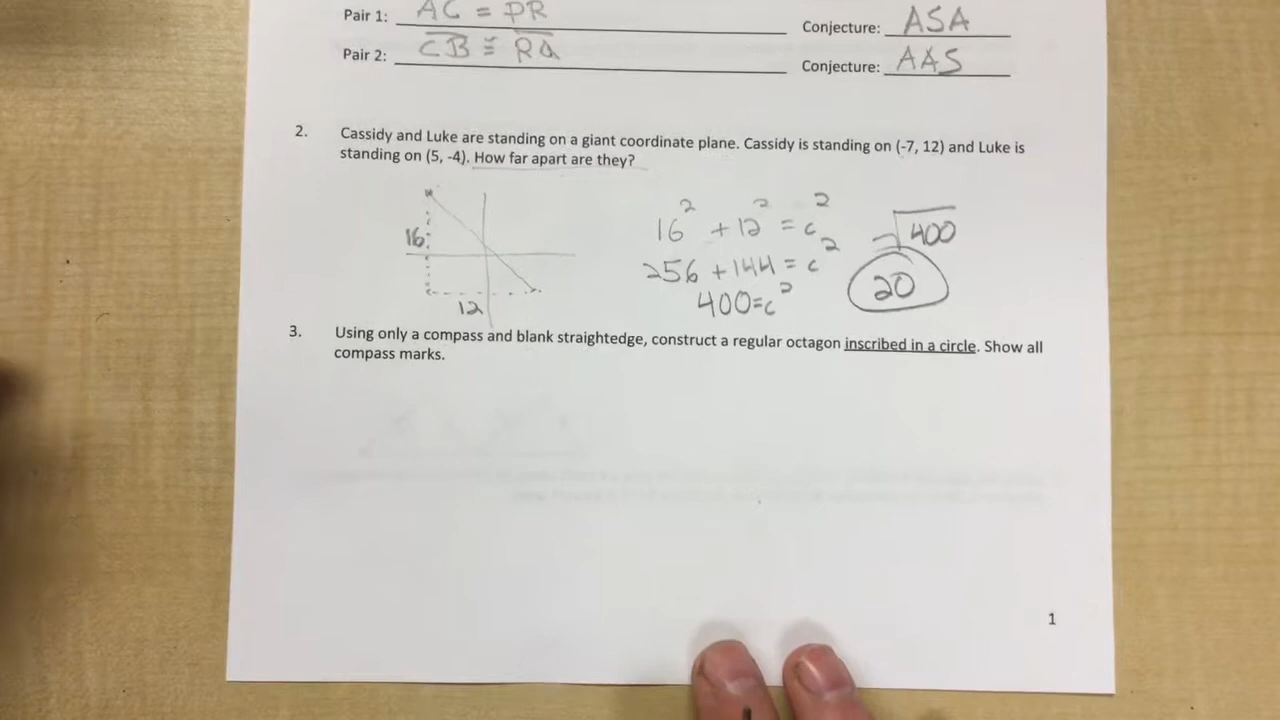 Pair 1: AC = PR
Conjecture: ASA
Pair 2: CB ≅ RQ
Conjecture: AAS
2. Cassidy and Luke are standing on a giant coordinate plane. Cassidy is standing on (-7, 12) and Luke is
standing on (5, -4). How far apart are they?
16
12
16² + 12² = c²
256 + 144 = c²
400 = c²
√400
20
3. Using only a compass and blank straightedge, construct a regular octagon inscribed in a circle. Show all
compass marks.
1